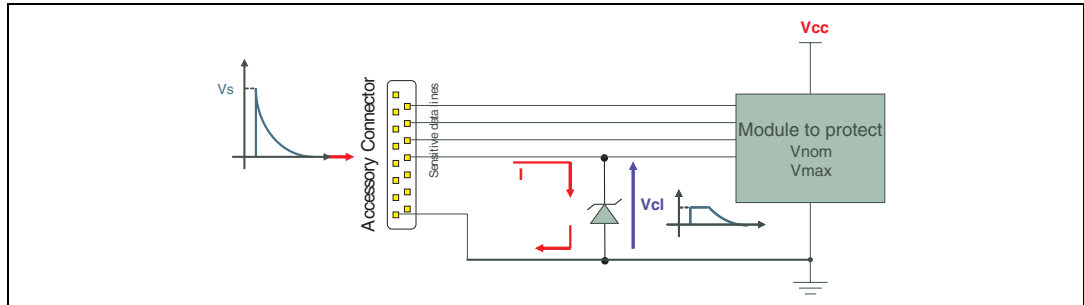 Vcc
Vs
Accessory Connector
Sensitive data lines
Module to protect
Vnom
Vmax
I
Vcl